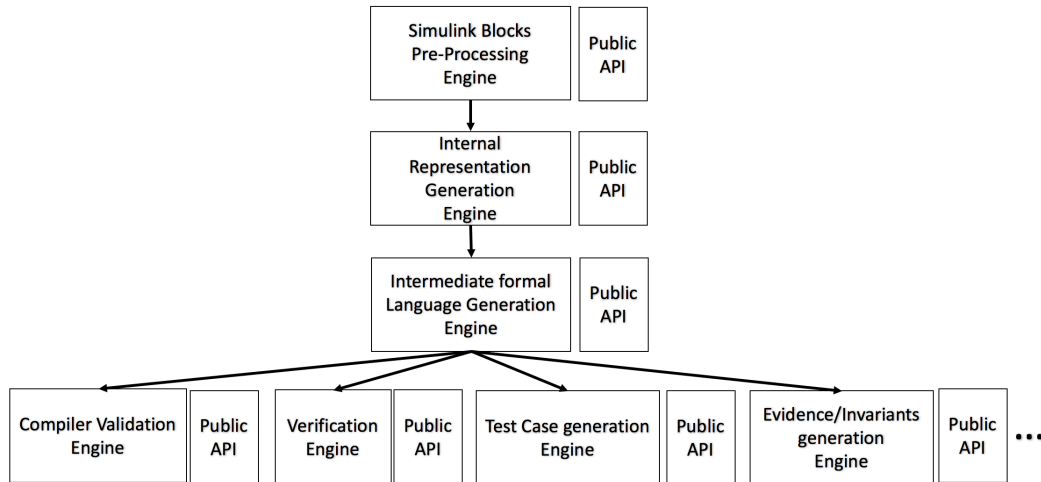 Simulink Blocks
Pre-Processing
Engine
Public
API
Internal
Representation
Generation
Engine
Public
API
Intermediate formal
Language Generation
Engine
Public
API
Compiler Validation
Engine
Public
API
Verification
Engine
Public
API
Test Case generation
Engine
Public
API
Evidence/Invariants
generation
Engine
Public
API
...